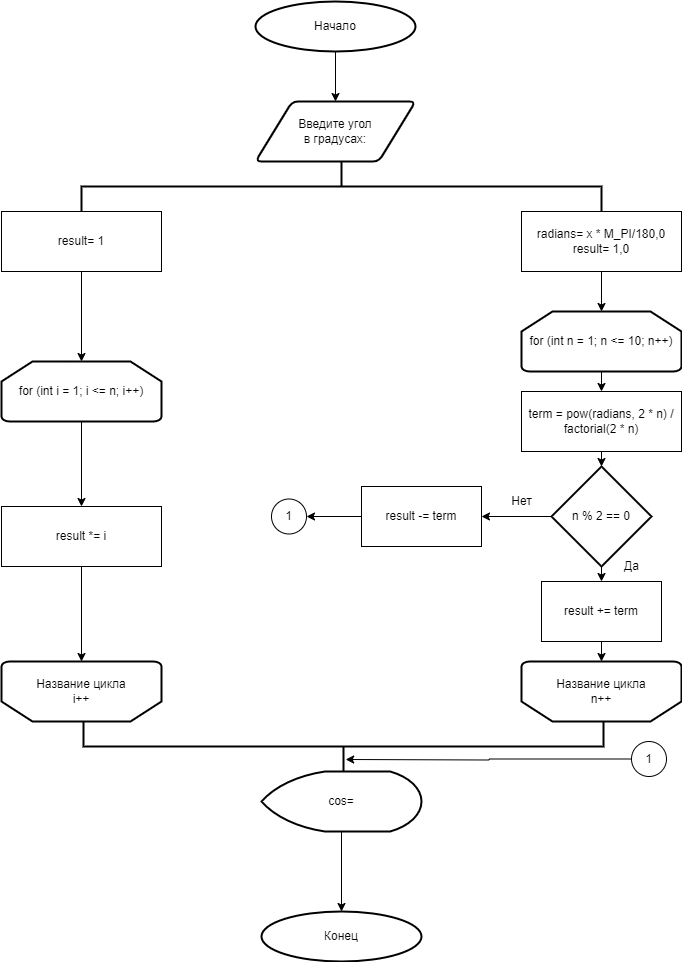 Начало
Введите угол
в градусах:
result= 1
radians= x * M_PI/180,0
result= 1,0
for (int n = 1; n <= 10; n++)
for (int i = 1; i <= n; i++)
term = pow(radians, 2 * n) /
factorial(2 * n)
Нет
1
result -= term
n % 2 == 0
result *= i
Да
result += term
Название цикла
i++
Название цикла
n++
1
cos=
Конец